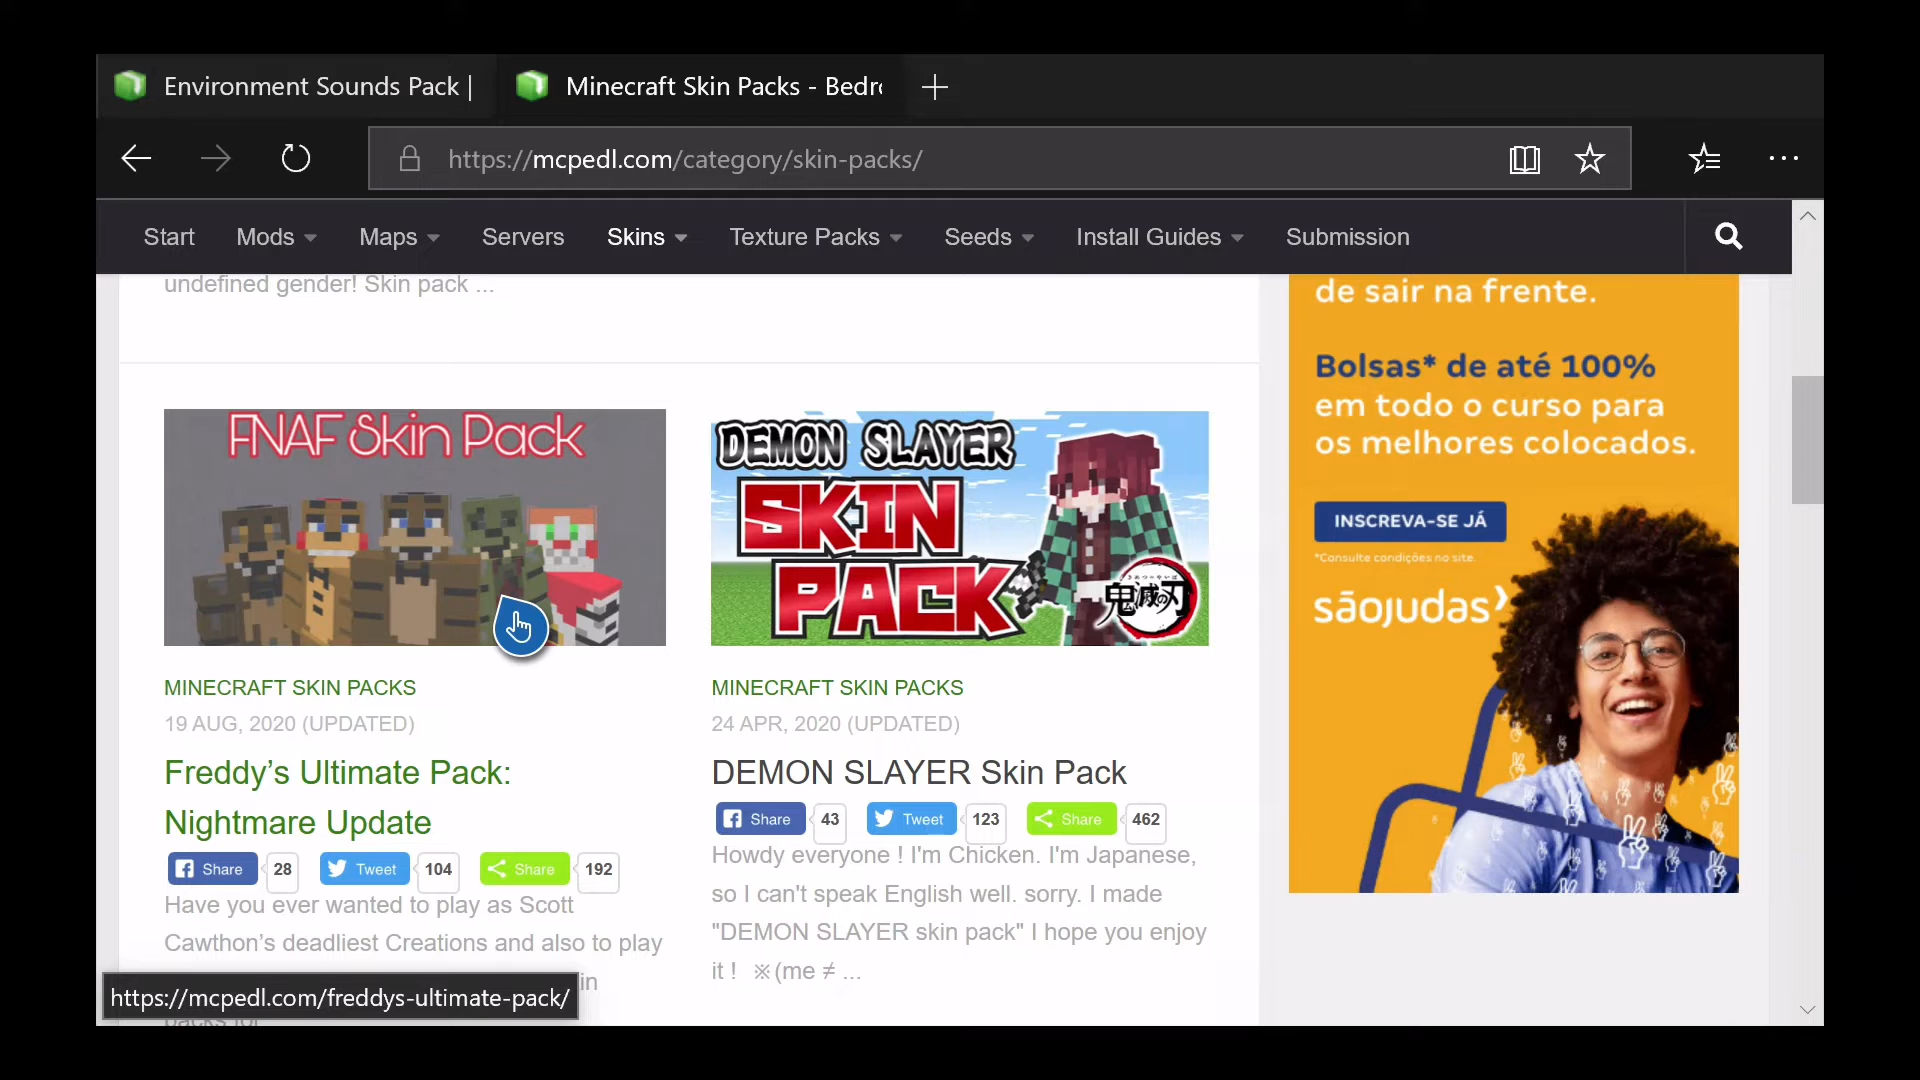 Environment Sounds Pack |
Minecraft Skin Packs - Bedr
https://mcpedl.com/category/skin-packs/
Start Mods Maps Servers Skins Texture Packs Seeds Install Guides Submission
undefined gender! Skin pack ...
de sair na frente.
Bolsas* de até 100%
em todo o curso para
os melhores colocados.
INSCREVA-SE JÁ
*Consulte condições no site.
sãojudas
FNAF Skin Pack
DEMON SLAYER
SKIN
PACK
鬼滅の刃
MINECRAFT SKIN PACKS
19 AUG, 2020 (UPDATED)
Freddy’s Ultimate Pack:
Nightmare Update
Share 28 Tweet 104 Share 192
Have you ever wanted to play as Scott
Cawthon’s deadliest Creations and also to play
in
packs for
MINECRAFT SKIN PACKS
24 APR, 2020 (UPDATED)
DEMON SLAYER Skin Pack
Share 43 Tweet 123 Share 462
Howdy everyone ! I'm Chicken. I'm Japanese,
so I can't speak English well. sorry. I made
"DEMON SLAYER skin pack" I hope you enjoy
it ! ※(me ≠ ...
https://mcpedl.com/freddys-ultimate-pack/